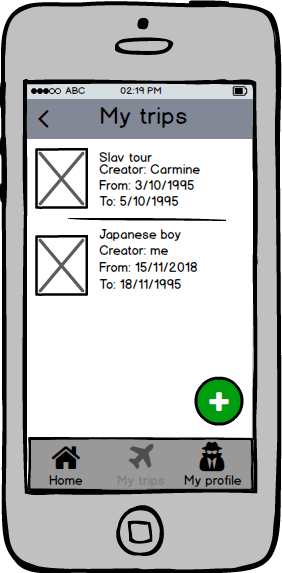 ABC 02:19 PM
My trips
Slav tour
Creator: Carmine
From: 3/10/1995
To: 5/10/1995
Japanese boy
Creator: me
From: 15/11/2018
To: 18/11/1995
Home My trips My profile